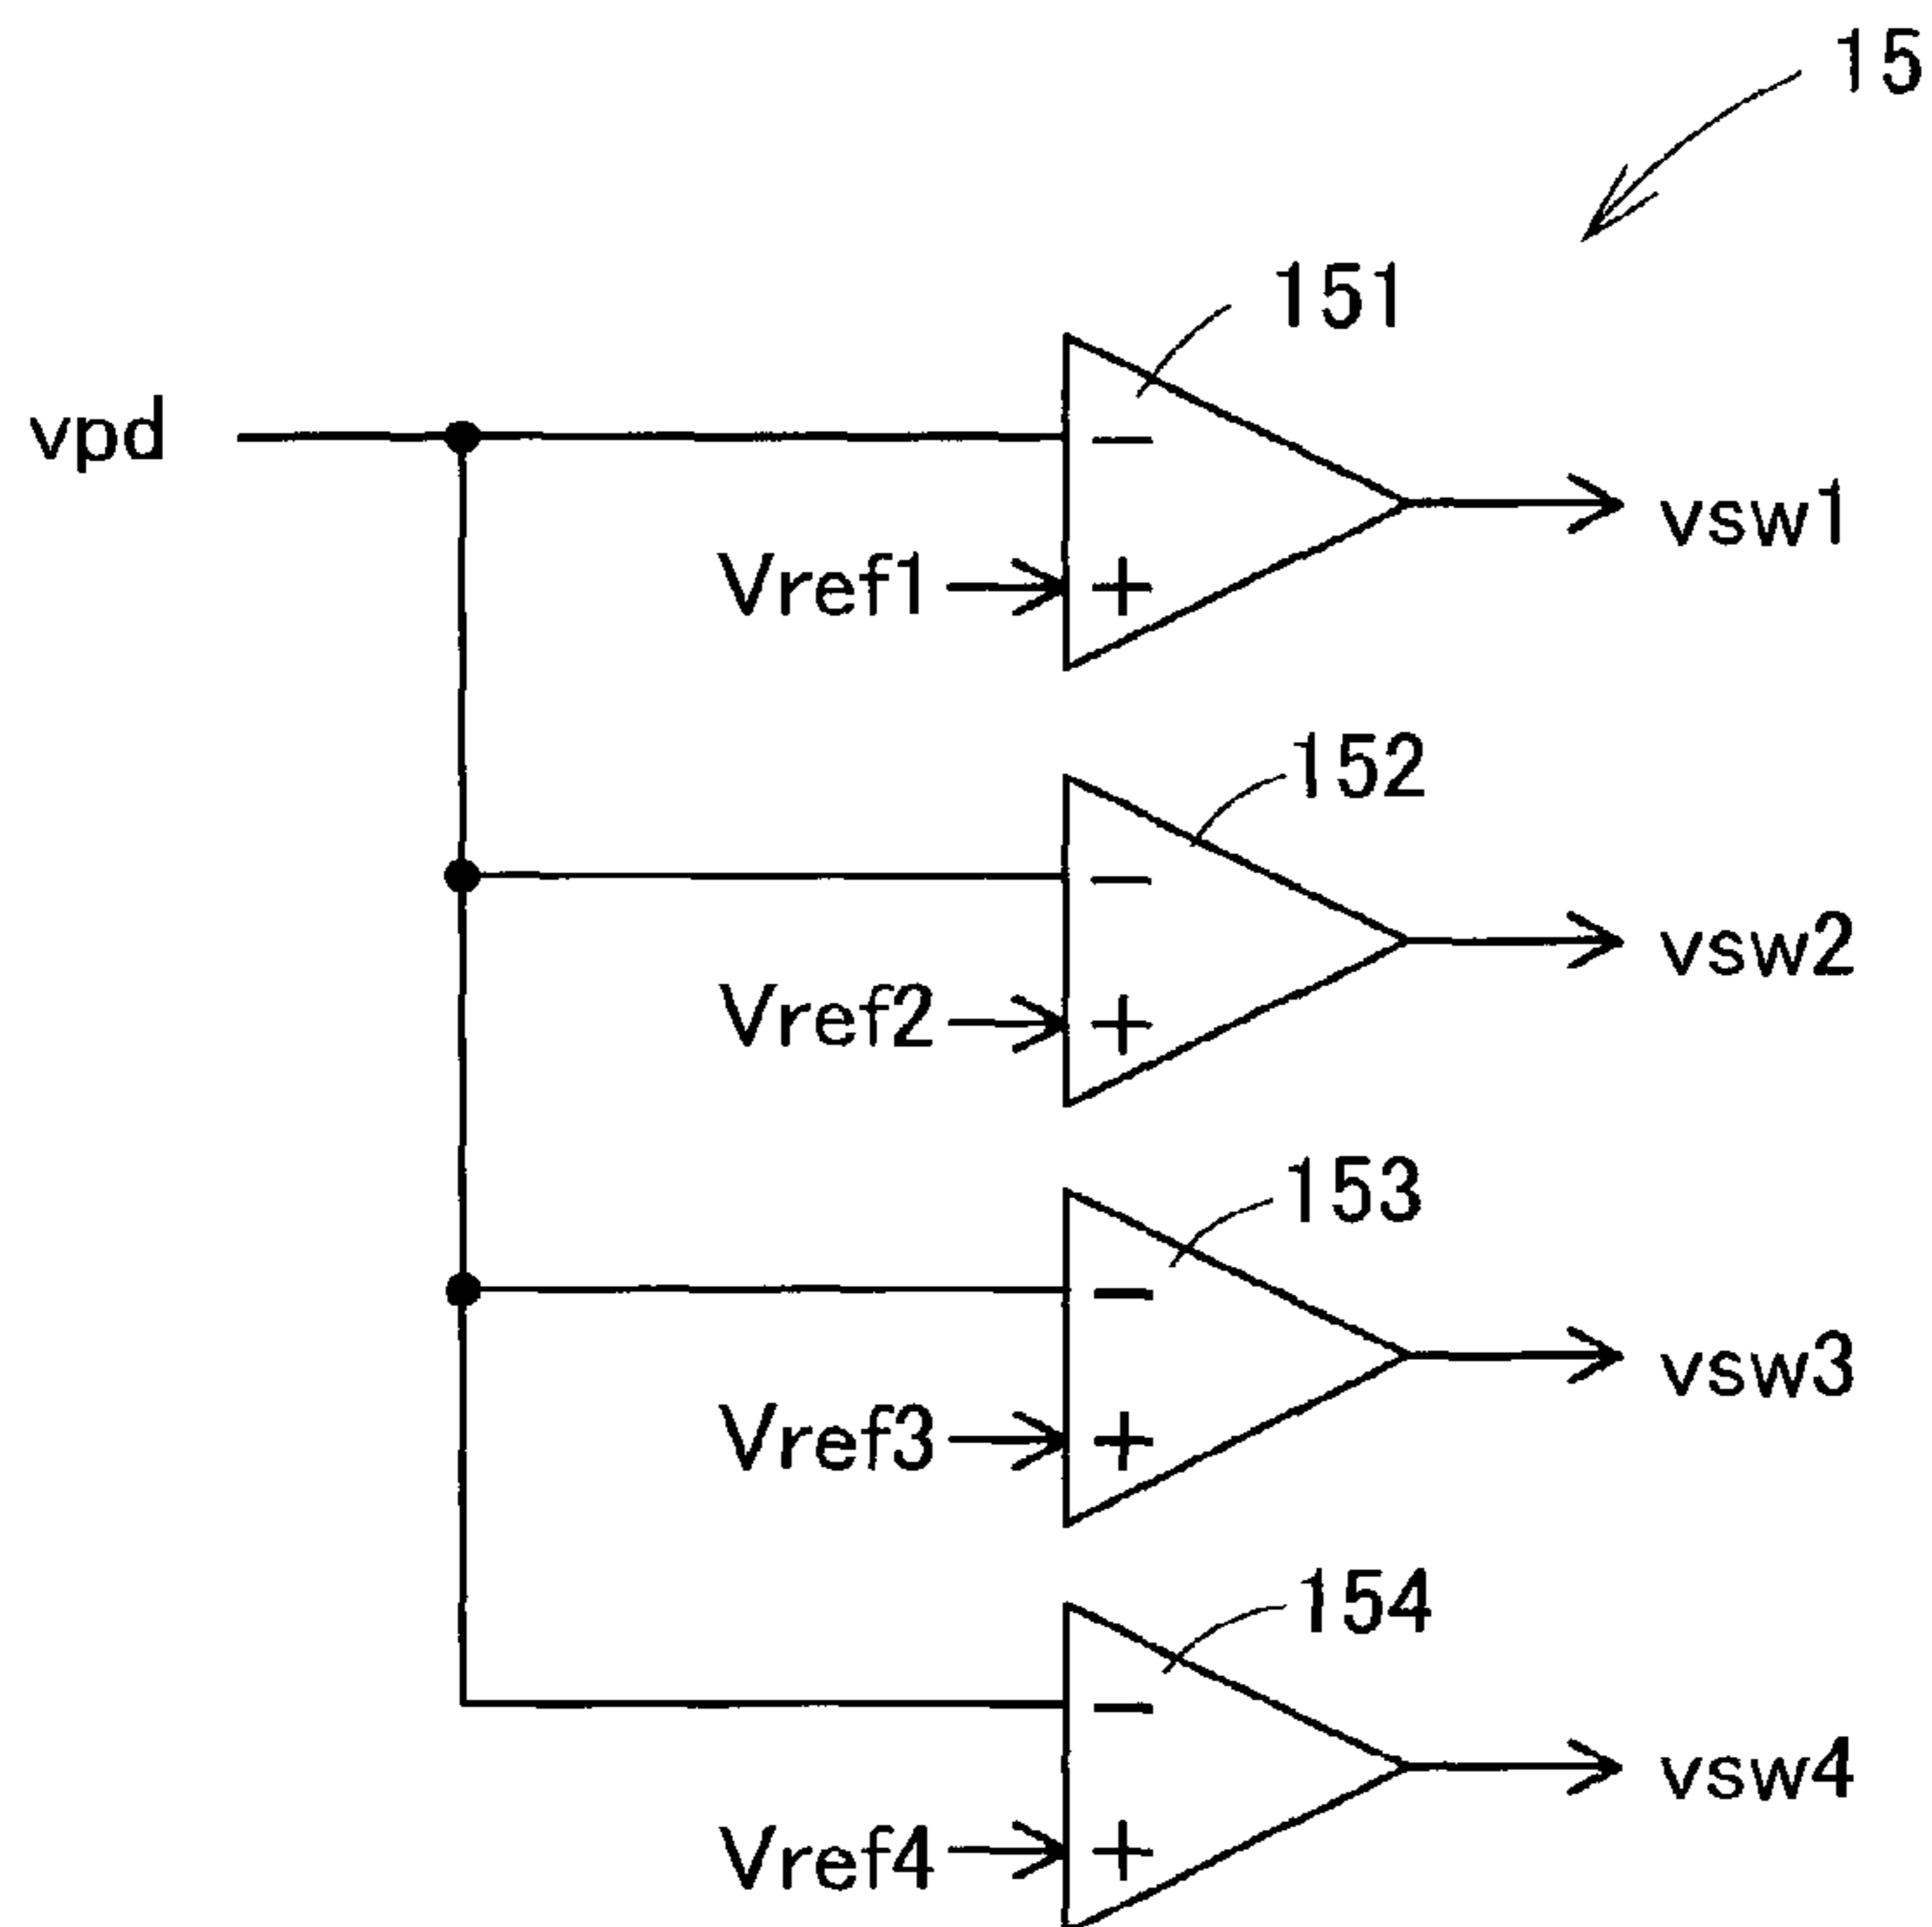 15
151
vpd
−
vsw1
Vref1
+
152
−
vsw2
Vref2
+
153
−
vsw3
Vref3
+
154
−
vsw4
Vref4
+